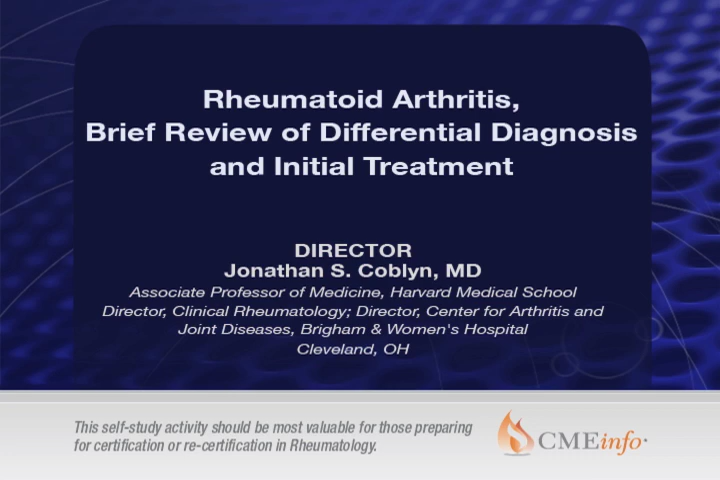 Rheumatoid Arthritis,
Brief Review of Differential Diagnosis
and Initial Treatment
DIRECTOR
Jonathan S. Coblyn, MD
Associate Professor of Medicine, Harvard Medical School
Director, Clinical Rheumatology; Director, Center for Arthritis and
Joint Diseases, Brigham & Women's Hospital
Cleveland, OH
This self-study activity should be most valuable for those preparing
for certification or re-certification in Rheumatology.
CMEinfo